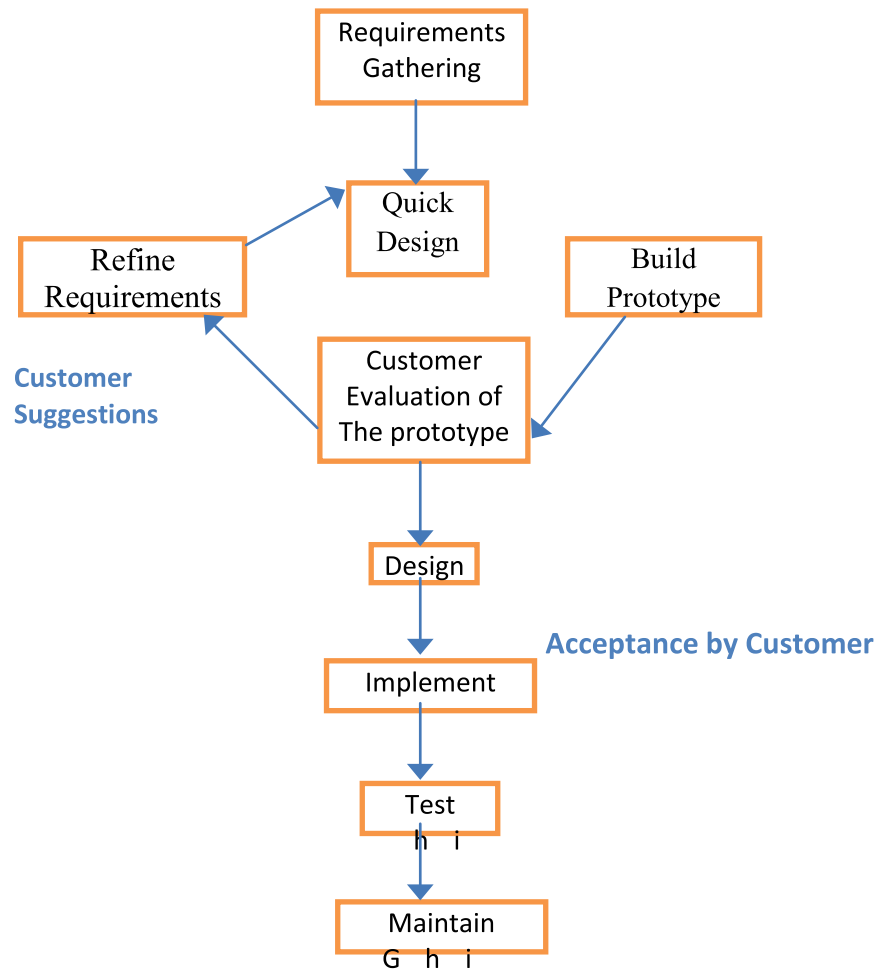 Requirements
Gathering
Quick
Design
Refine
Requirements
Build
Prototype
Customer
Evaluation of
The prototype
Customer
Suggestions
Design
Acceptance by Customer
Implement
Test
h i
Maintain
G h i